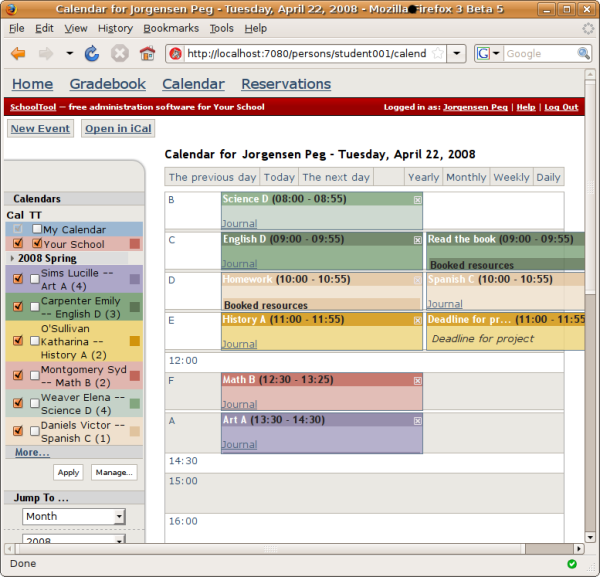 Calendar for Jorgensen Peg - Tuesday, April 22, 2008 - Mozilla Firefox 3 Beta 5
File Edit View History Bookmarks Tools Help
http://localhost:7080/persons/student001/calend
Google
Home Gradebook Calendar Reservations
SchoolTool — free administration software for Your School
Logged in as: Jorgensen Peg | Help | Log Out
New Event Open in iCal
Calendar for Jorgensen Peg - Tuesday, April 22, 2008
The previous day Today The next day Yearly Monthly Weekly Daily
Calendars
Cal TT
My Calendar
Your School
2008 Spring
Sims Lucille --
Art A (4)
Carpenter Emily
-- English D (3)
O'Sullivan
Katharina --
History A (2)
Montgomery Syd
-- Math B (2)
Weaver Elena --
Science D (4)
Daniels Victor --
Spanish C (1)
More...
Apply Manage...
Jump To ...
Month
2008
B
Science D (08:00 - 08:55)
Journal
C
English D (09:00 - 09:55)
Journal
Read the book (09:00 - 09:55)
Booked resources
D
Homework (10:00 - 10:55)
Booked resources
Spanish C (10:00 - 10:55)
Journal
E
History A (11:00 - 11:55)
Journal
Deadline for pr... (11:00 - 11:55
Deadline for project
12:00
F
Math B (12:30 - 13:25)
Journal
A
Art A (13:30 - 14:30)
Journal
14:30
15:00
16:00
Done